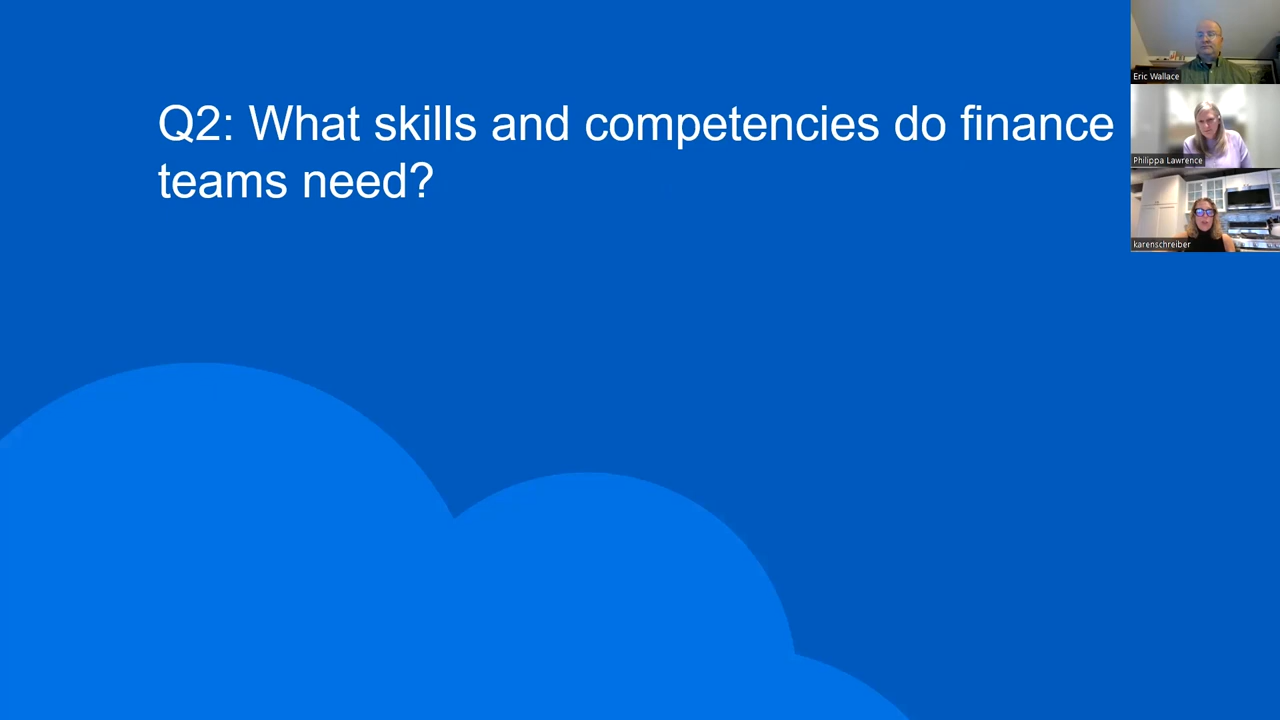 Q2: What skills and competencies do finance
teams need?
Eric Wallace
Philippa Lawrence
karenschreiber